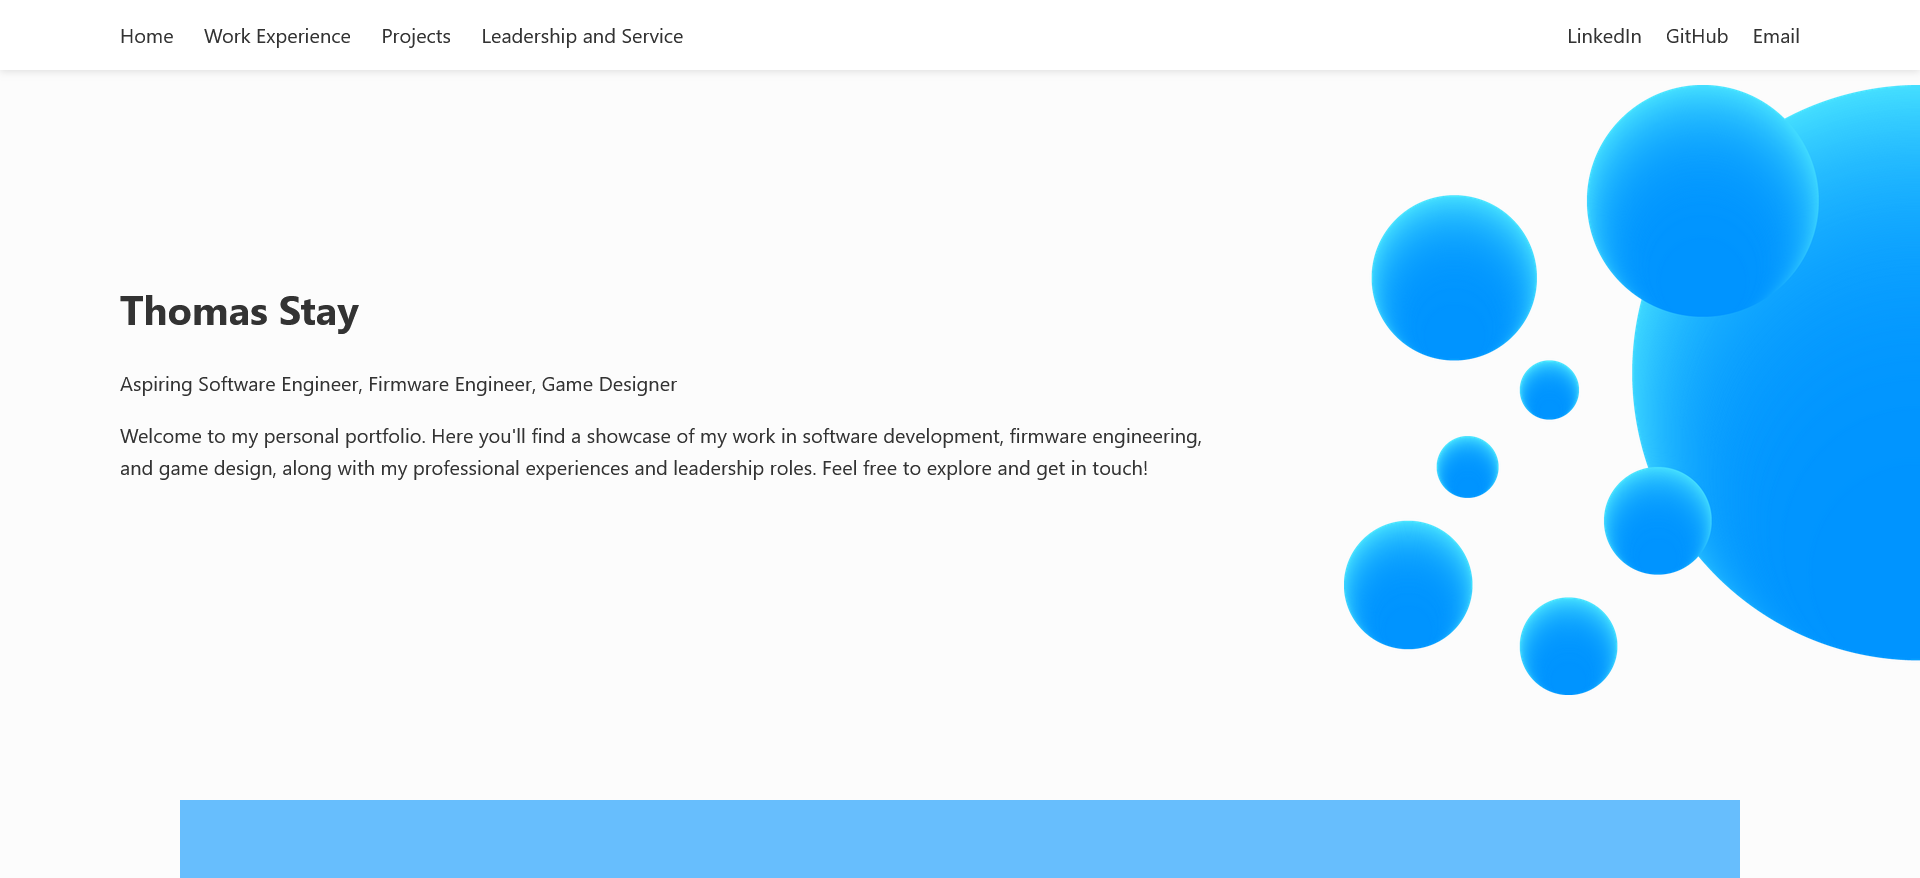 Home Work Experience Projects Leadership and Service LinkedIn GitHub Email
Thomas Stay
Aspiring Software Engineer, Firmware Engineer, Game Designer
Welcome to my personal portfolio. Here you'll find a showcase of my work in software development, firmware engineering,
and game design, along with my professional experiences and leadership roles. Feel free to explore and get in touch!